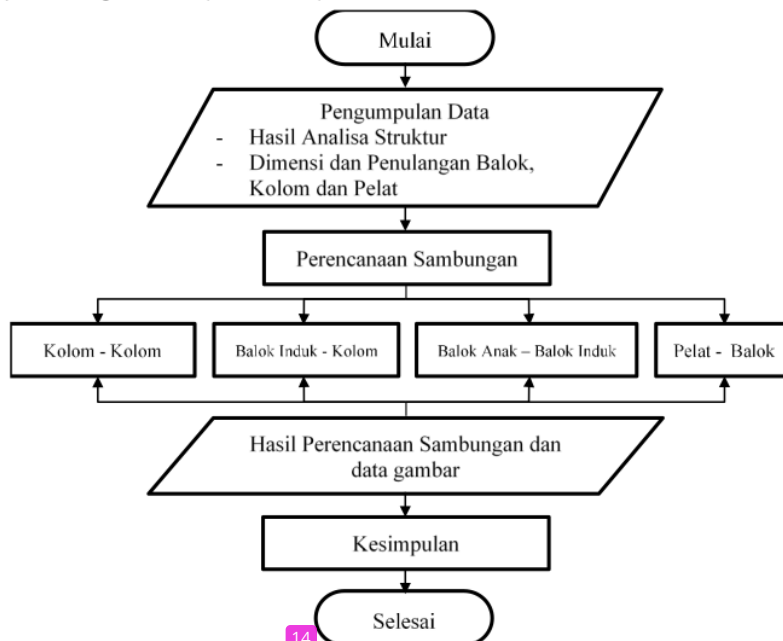 Mulai
Pengumpulan Data
- Hasil Analisa Struktur
- Dimensi dan Penulangan Balok,
Kolom dan Pelat
Perencanaan Sambungan
Kolom - Kolom
Balok Induk - Kolom
Balok Anak – Balok Induk
Pelat - Balok
Hasil Perencanaan Sambungan dan
data gambar
Kesimpulan
Selesai
14